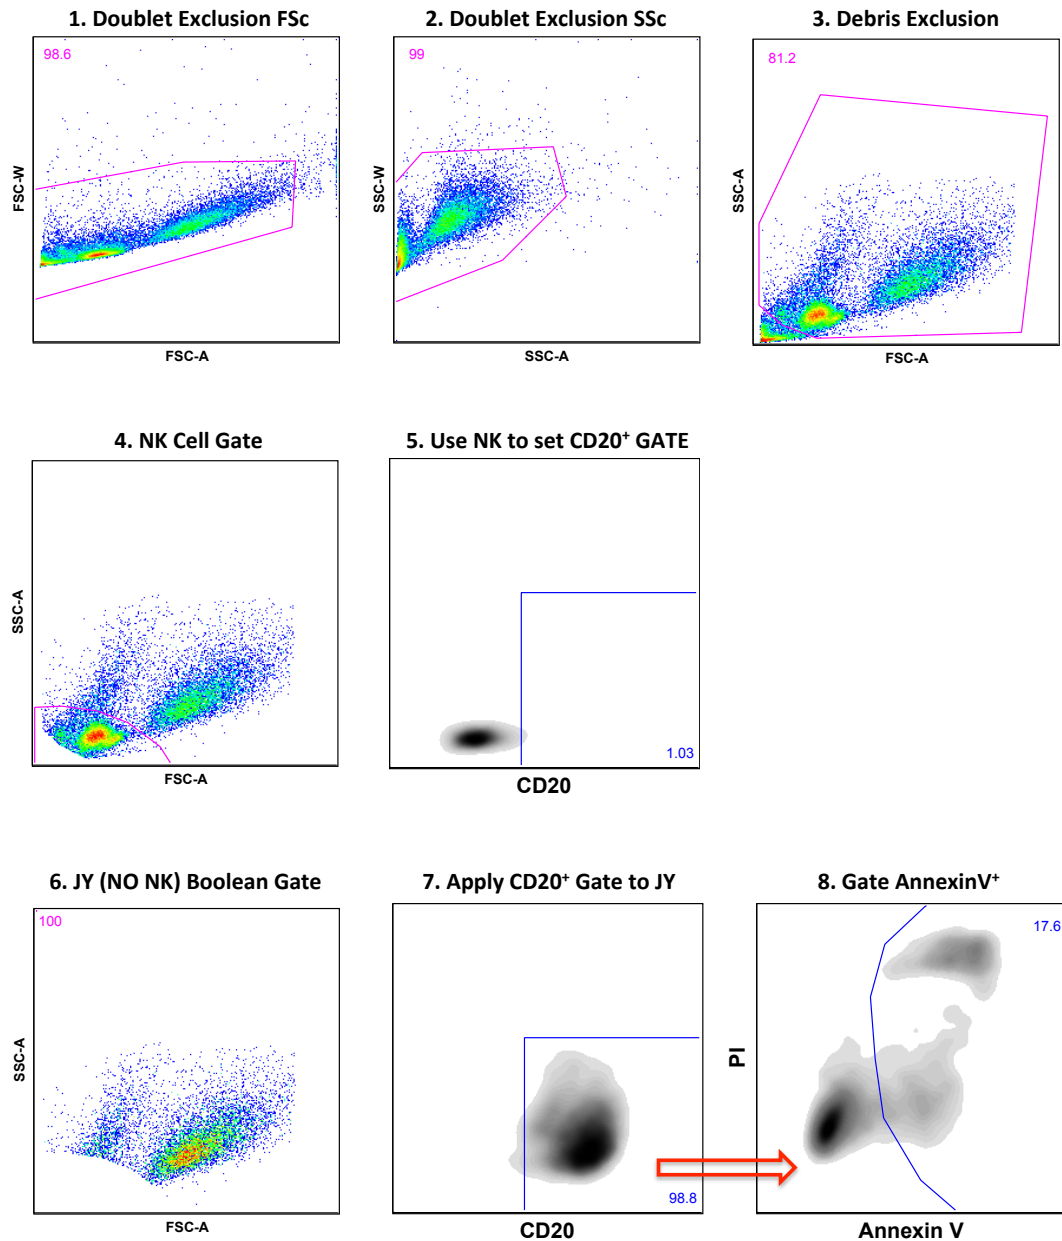 1. Doublet Exclusion FSc
98.6
FSC-W
FSC-A
2. Doublet Exclusion SSc
99
SSC-W
SSC-A
3. Debris Exclusion
81.2
SSC-A
FSC-A
4. NK Cell Gate
SSC-A
FSC-A
5. Use NK to set CD20⁺ GATE
1.03
CD20
6. JY (NO NK) Boolean Gate
100
SSC-A
FSC-A
7. Apply CD20⁺ Gate to JY
98.8
CD20
8. Gate AnnexinV⁺
17.6
PI
Annexin V